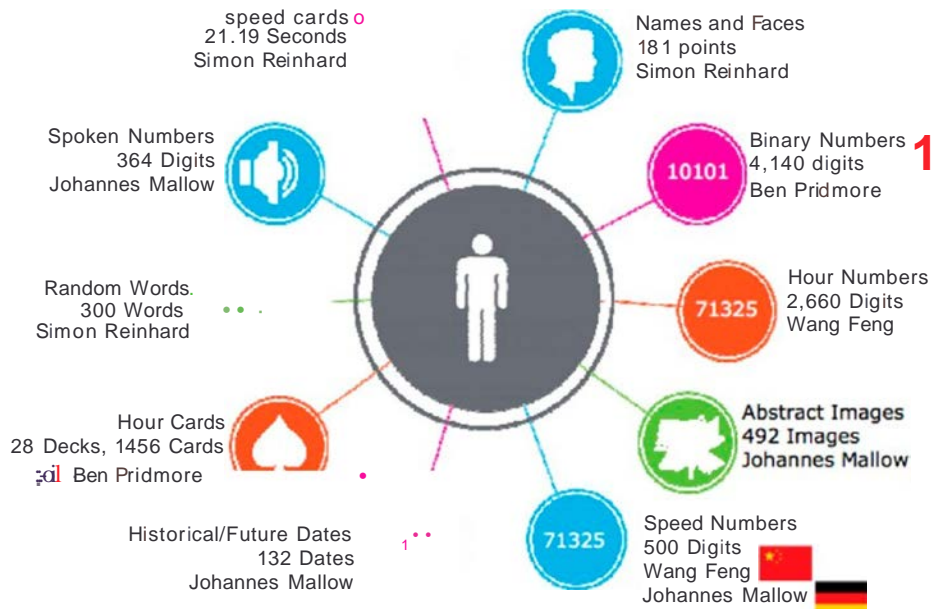 speed cards
21.19 Seconds
Simon Reinhard
Names and Faces
181 points
Simon Reinhard
Spoken Numbers
364 Digits
Johannes Mallow
10101
Binary Numbers 1
4,140 digits
Ben Pridmore
Random Words.
300 Words
Simon Reinhard
71325
Hour Numbers
2,660 Digits
Wang Feng
Hour Cards
28 Decks, 1456 Cards
Ben Pridmore
Abstract Images
492 Images
Johannes Mallow
Historical/Future Dates
132 Dates
Johannes Mallow
1
71325
Speed Numbers
500 Digits
Wang Feng
Johannes Mallow